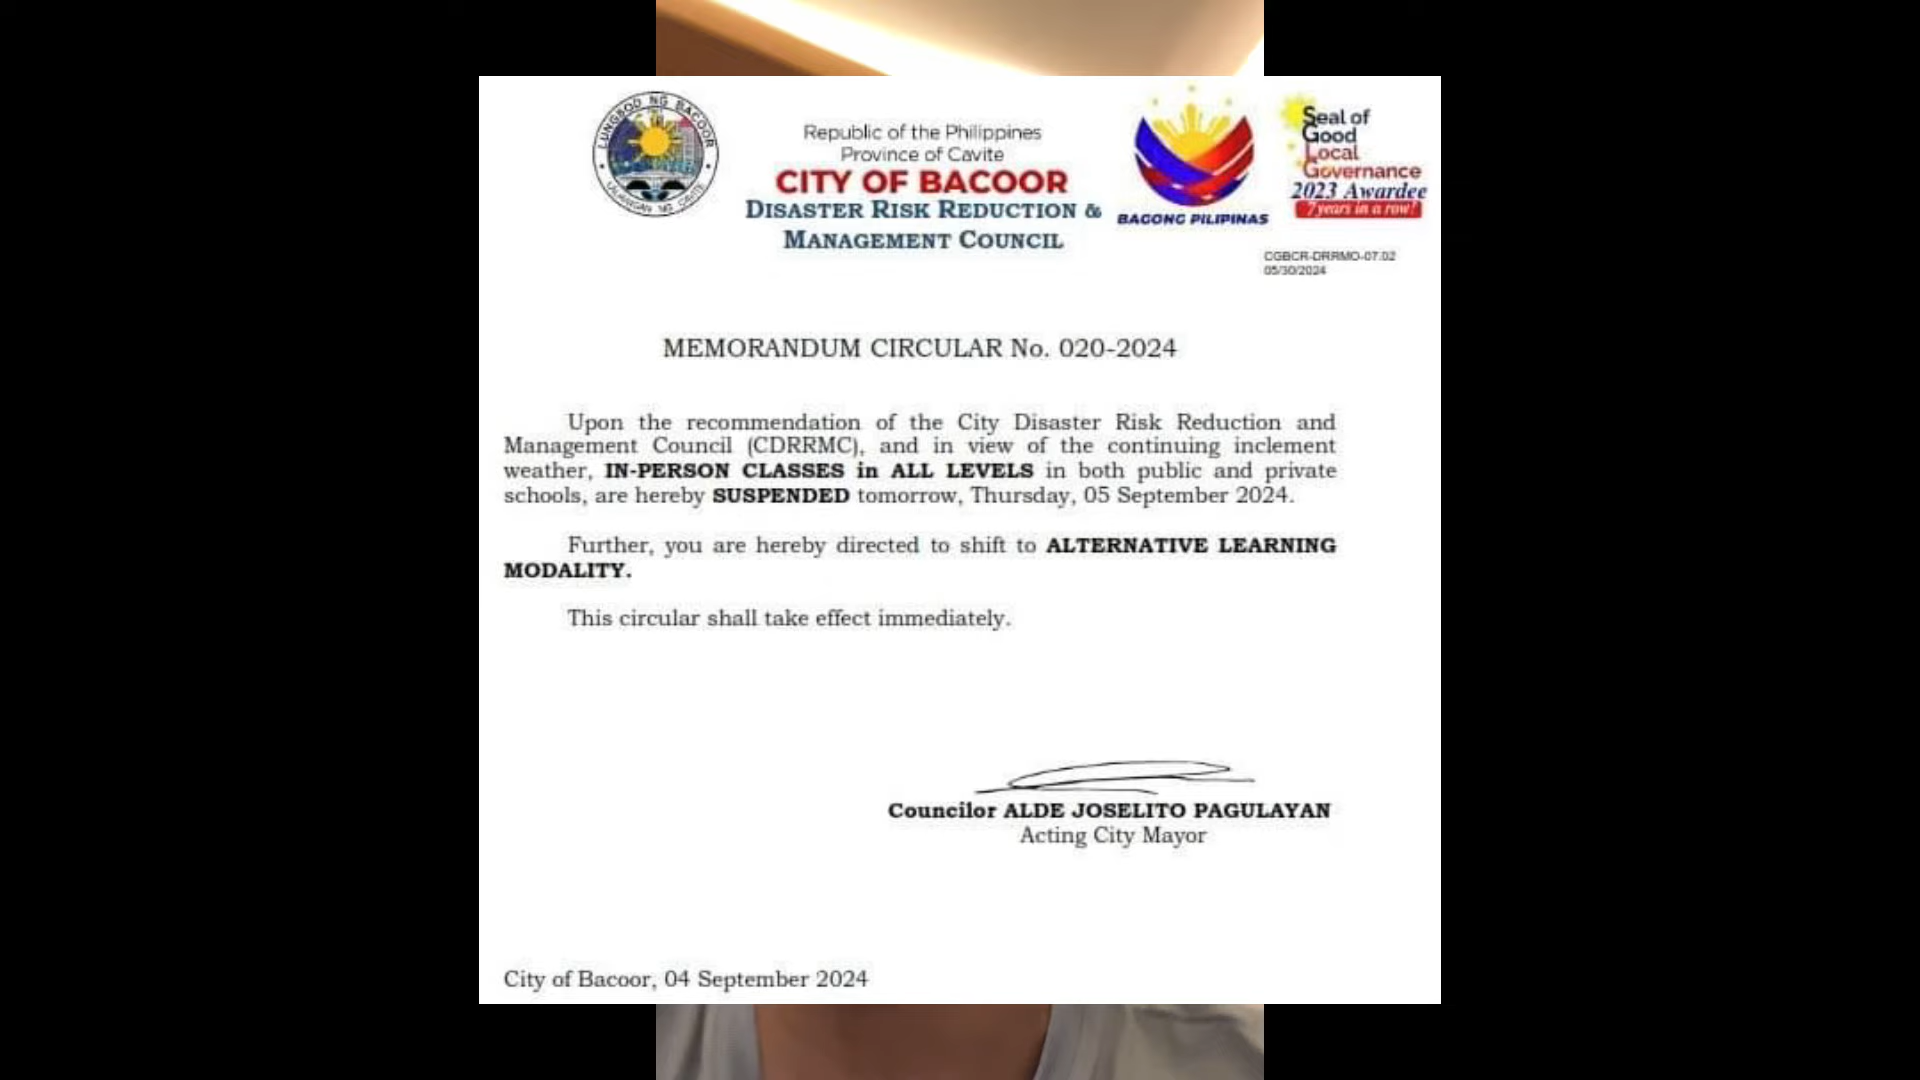 LUNGSOD NG BACOOR
LALAWIGAN NG CAVITE
Republic of the Philippines
Province of Cavite
CITY OF BACOOR
DISASTER RISK REDUCTION &
MANAGEMENT COUNCIL
BAGONG PILIPINAS
Seal of
Good
Local
Governance
2023 Awardee
7 years in a row!
CGBCR-DRRMO-07.02
05/30/2024
MEMORANDUM CIRCULAR No. 020-2024
Upon the recommendation of the City Disaster Risk Reduction and
Management Council (CDRRMC), and in view of the continuing inclement
weather, IN-PERSON CLASSES in ALL LEVELS in both public and private
schools, are hereby SUSPENDED tomorrow, Thursday, 05 September 2024.
Further, you are hereby directed to shift to ALTERNATIVE LEARNING
MODALITY.
This circular shall take effect immediately.
Councilor ALDE JOSELITO PAGULAYAN
Acting City Mayor
City of Bacoor, 04 September 2024